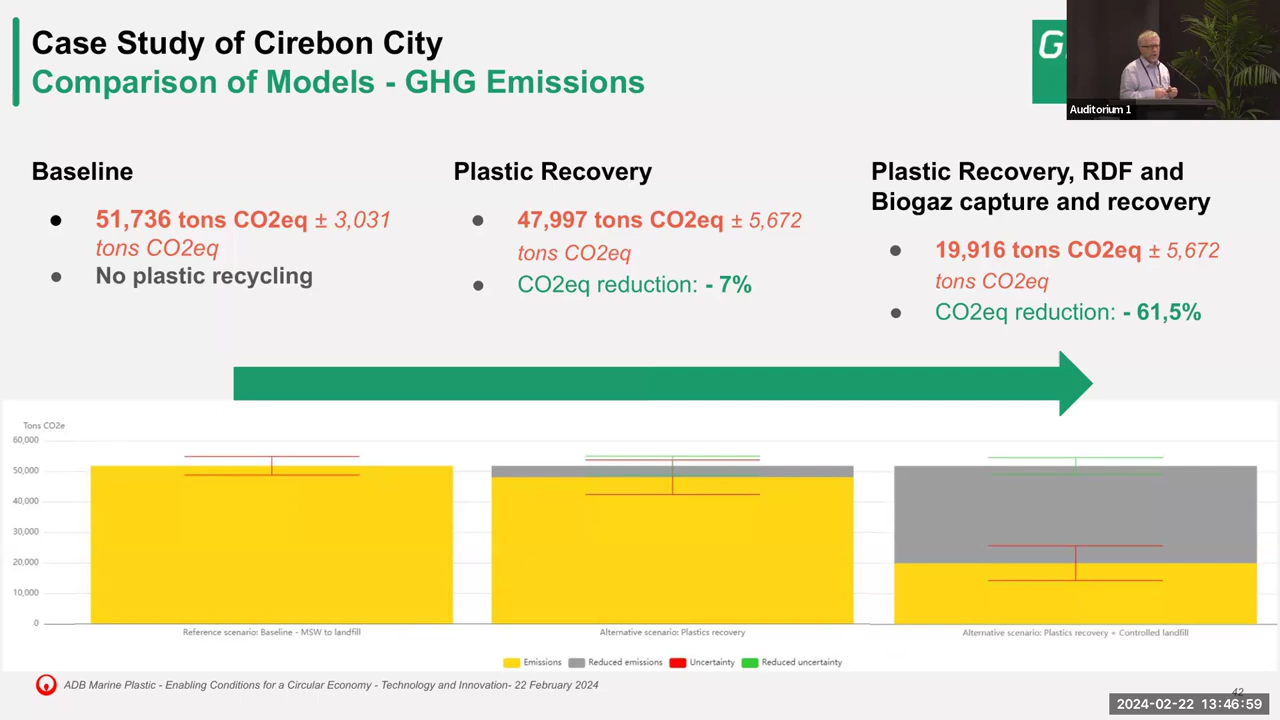 Case Study of Cirebon City
Comparison of Models - GHG Emissions
G
Auditorium 1
Baseline
51,736 tons CO2eq ± 3,031
tons CO2eq
No plastic recycling
Plastic Recovery
47,997 tons CO2eq ± 5,672
tons CO2eq
CO2eq reduction: - 7%
Plastic Recovery, RDF and
Biogaz capture and recovery
19,916 tons CO2eq ± 5,672
tons CO2eq
CO2eq reduction: - 61,5%
Tons CO2e
60,000
50,000
40,000
30,000
20,000
10,000
0
Reference scenario: Baseline - MSW to landfill
Alternative scenario: Plastics recovery
Alternative scenario: Plastics recovery + Controlled landfill
Emissions
Reduced emissions
Uncertainty
Reduced uncertainty
ADB Marine Plastic - Enabling Conditions for a Circular Economy - Technology and Innovation- 22 February 2024
42
2024-02-22 13:46:59